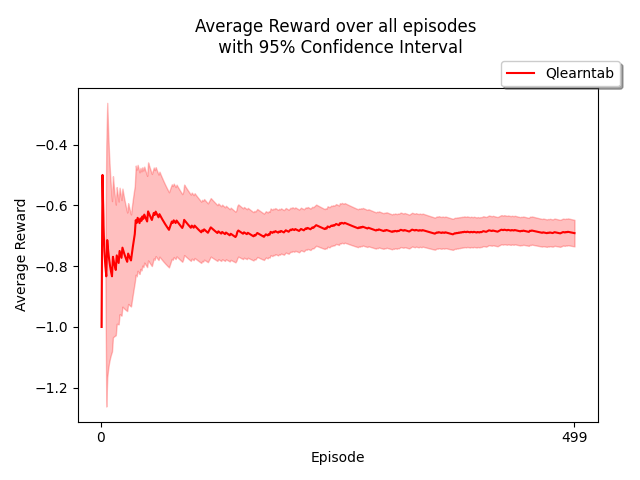 Average Reward over all episodes
with 95% Confidence Interval
Qlearntab
Average Reward
−0.4
−0.6
−0.8
−1.0
−1.2
0
499
Episode